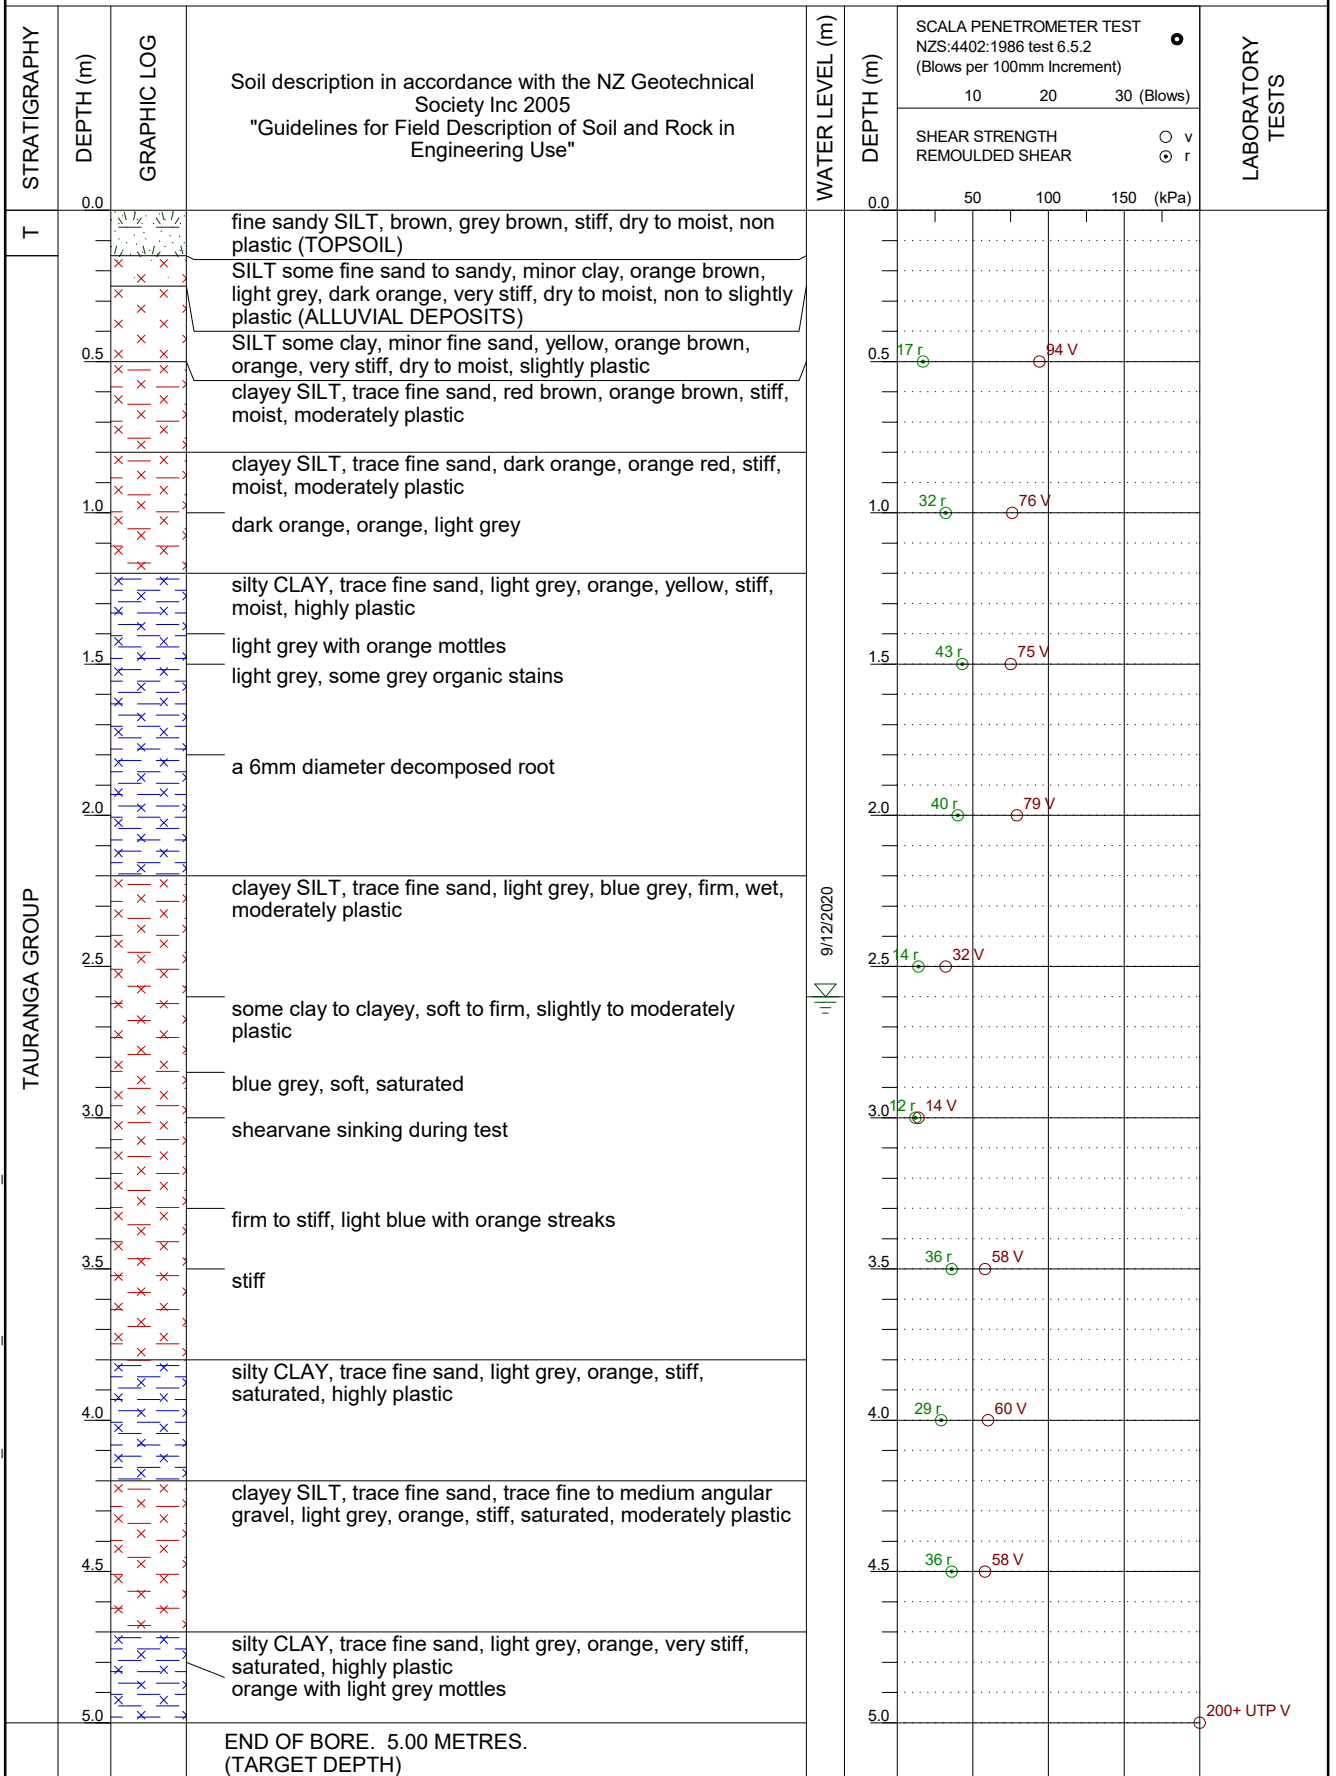 STRATIGRAPHY
DEPTH (m)
0.0
GRAPHIC LOG
Soil description in accordance with the NZ Geotechnical
Society Inc 2005
"Guidelines for Field Description of Soil and Rock in
Engineering Use"
WATER LEVEL (m)
DEPTH (m)
0.0
SCALA PENETROMETER TEST
NZS:4402:1986 test 6.5.2
(Blows per 100mm Increment)
10 20 30 (Blows)
SHEAR STRENGTH v
REMOULDED SHEAR r
50 100 150 (kPa)
LABORATORY
TESTS
T
fine sandy SILT, brown, grey brown, stiff, dry to moist, non
plastic (TOPSOIL)
SILT some fine sand to sandy, minor clay, orange brown,
light grey, dark orange, very stiff, dry to moist, non to slightly
plastic (ALLUVIAL DEPOSITS)
SILT some clay, minor fine sand, yellow, orange brown,
orange, very stiff, dry to moist, slightly plastic
0.5
0.5
17 r
94 V
clayey SILT, trace fine sand, red brown, orange brown, stiff,
moist, moderately plastic
clayey SILT, trace fine sand, dark orange, orange red, stiff,
moist, moderately plastic
1.0
dark orange, orange, light grey
1.0
32 r
76 V
silty CLAY, trace fine sand, light grey, orange, yellow, stiff,
moist, highly plastic
light grey with orange mottles
1.5
light grey, some grey organic stains
1.5
43 r
75 V
a 6mm diameter decomposed root
2.0
2.0
40 r
79 V
TAURANGA GROUP
clayey SILT, trace fine sand, light grey, blue grey, firm, wet,
moderately plastic
9/12/2020
2.5
2.5
14 r
32 V
some clay to clayey, soft to firm, slightly to moderately
plastic
blue grey, soft, saturated
3.0
shearvane sinking during test
3.0
12 r
14 V
firm to stiff, light blue with orange streaks
3.5
stiff
3.5
36 r
58 V
silty CLAY, trace fine sand, light grey, orange, stiff,
saturated, highly plastic
4.0
4.0
29 r
60 V
clayey SILT, trace fine sand, trace fine to medium angular
gravel, light grey, orange, stiff, saturated, moderately plastic
4.5
4.5
36 r
58 V
silty CLAY, trace fine sand, light grey, orange, very stiff,
saturated, highly plastic
orange with light grey mottles
5.0
5.0
200+ UTP V
END OF BORE. 5.00 METRES.
(TARGET DEPTH)